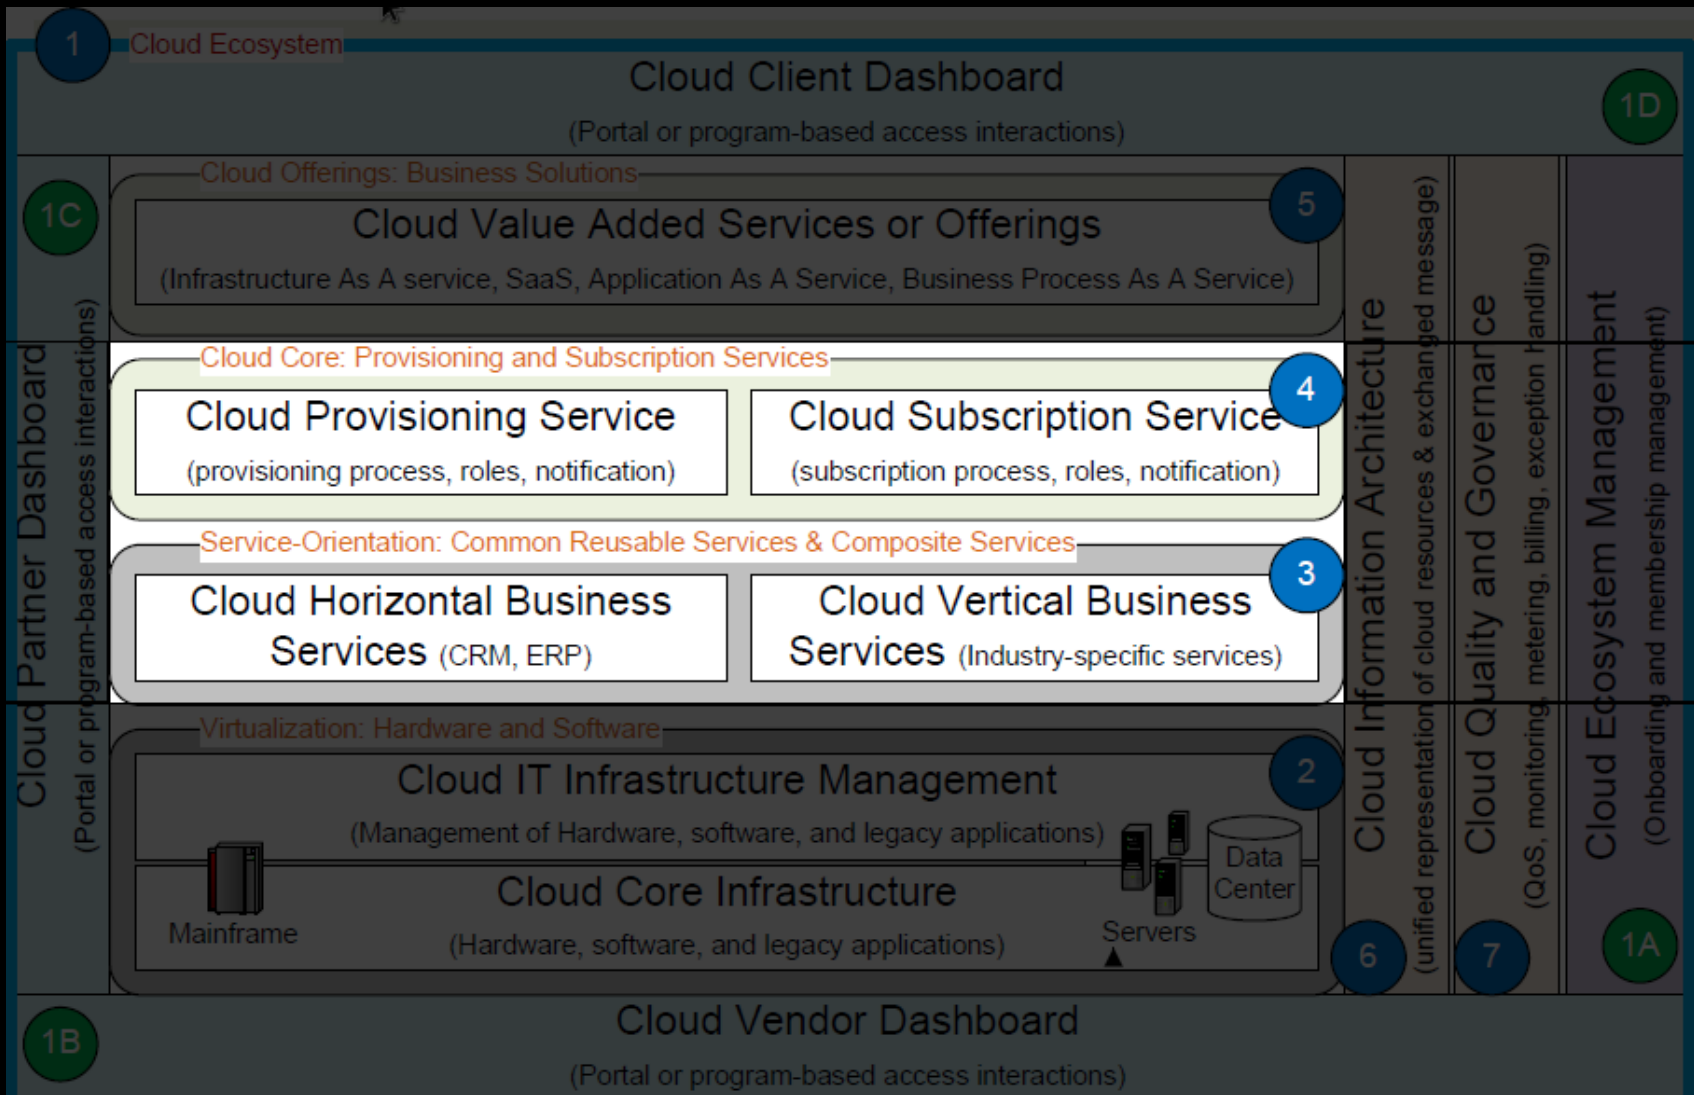 1
Cloud Ecosystem
Cloud Client Dashboard
(Portal or program-based access interactions)
1D
1C
Cloud Offerings: Business Solutions
5
Cloud Value Added Services or Offerings
(Infrastructure As A service, SaaS, Application As A Service, Business Process As A Service)
Cloud Core: Provisioning and Subscription Services
4
Cloud Provisioning Service
(provisioning process, roles, notification)
Cloud Subscription Service
(subscription process, roles, notification)
Service-Orientation: Common Reusable Services & Composite Services
3
Cloud Horizontal Business
Services (CRM, ERP)
Cloud Vertical Business
Services (Industry-specific services)
Virtualization: Hardware and Software
2
Cloud IT Infrastructure Management
(Management of Hardware, software, and legacy applications)
Cloud Core Infrastructure
(Hardware, software, and legacy applications)
Mainframe
Servers
Data
Center
Cloud Partner Dashboard
(Portal or program-based access interactions)
Cloud Information Architecture
(unified representation of cloud resources & exchanged message)
6
Cloud Quality and Governance
(QoS, monitoring, metering, billing, exception handling)
7
Cloud Ecosystem Management
(Onboarding and membership management)
1A
1B
Cloud Vendor Dashboard
(Portal or program-based access interactions)